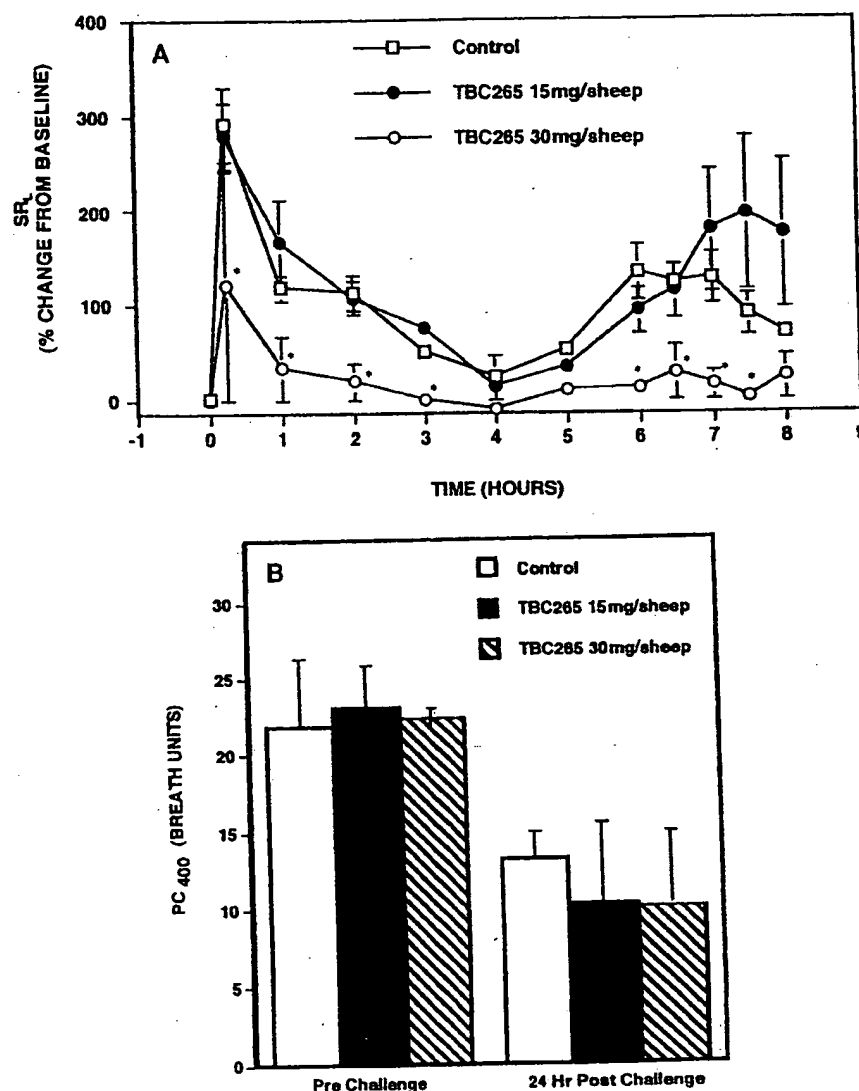 A
Control
TBC265 15mg/sheep
TBC265 30mg/sheep
SRL
(% CHANGE FROM BASELINE)
400
300
200
100
0
-1 0 1 2 3 4 5 6 7 8 9
TIME (HOURS)
B
Control
TBC265 15mg/sheep
TBC265 30mg/sheep
PC400 (BREATH UNITS)
30
25
20
15
10
5
0
Pre Challenge 24 Hr Post Challenge